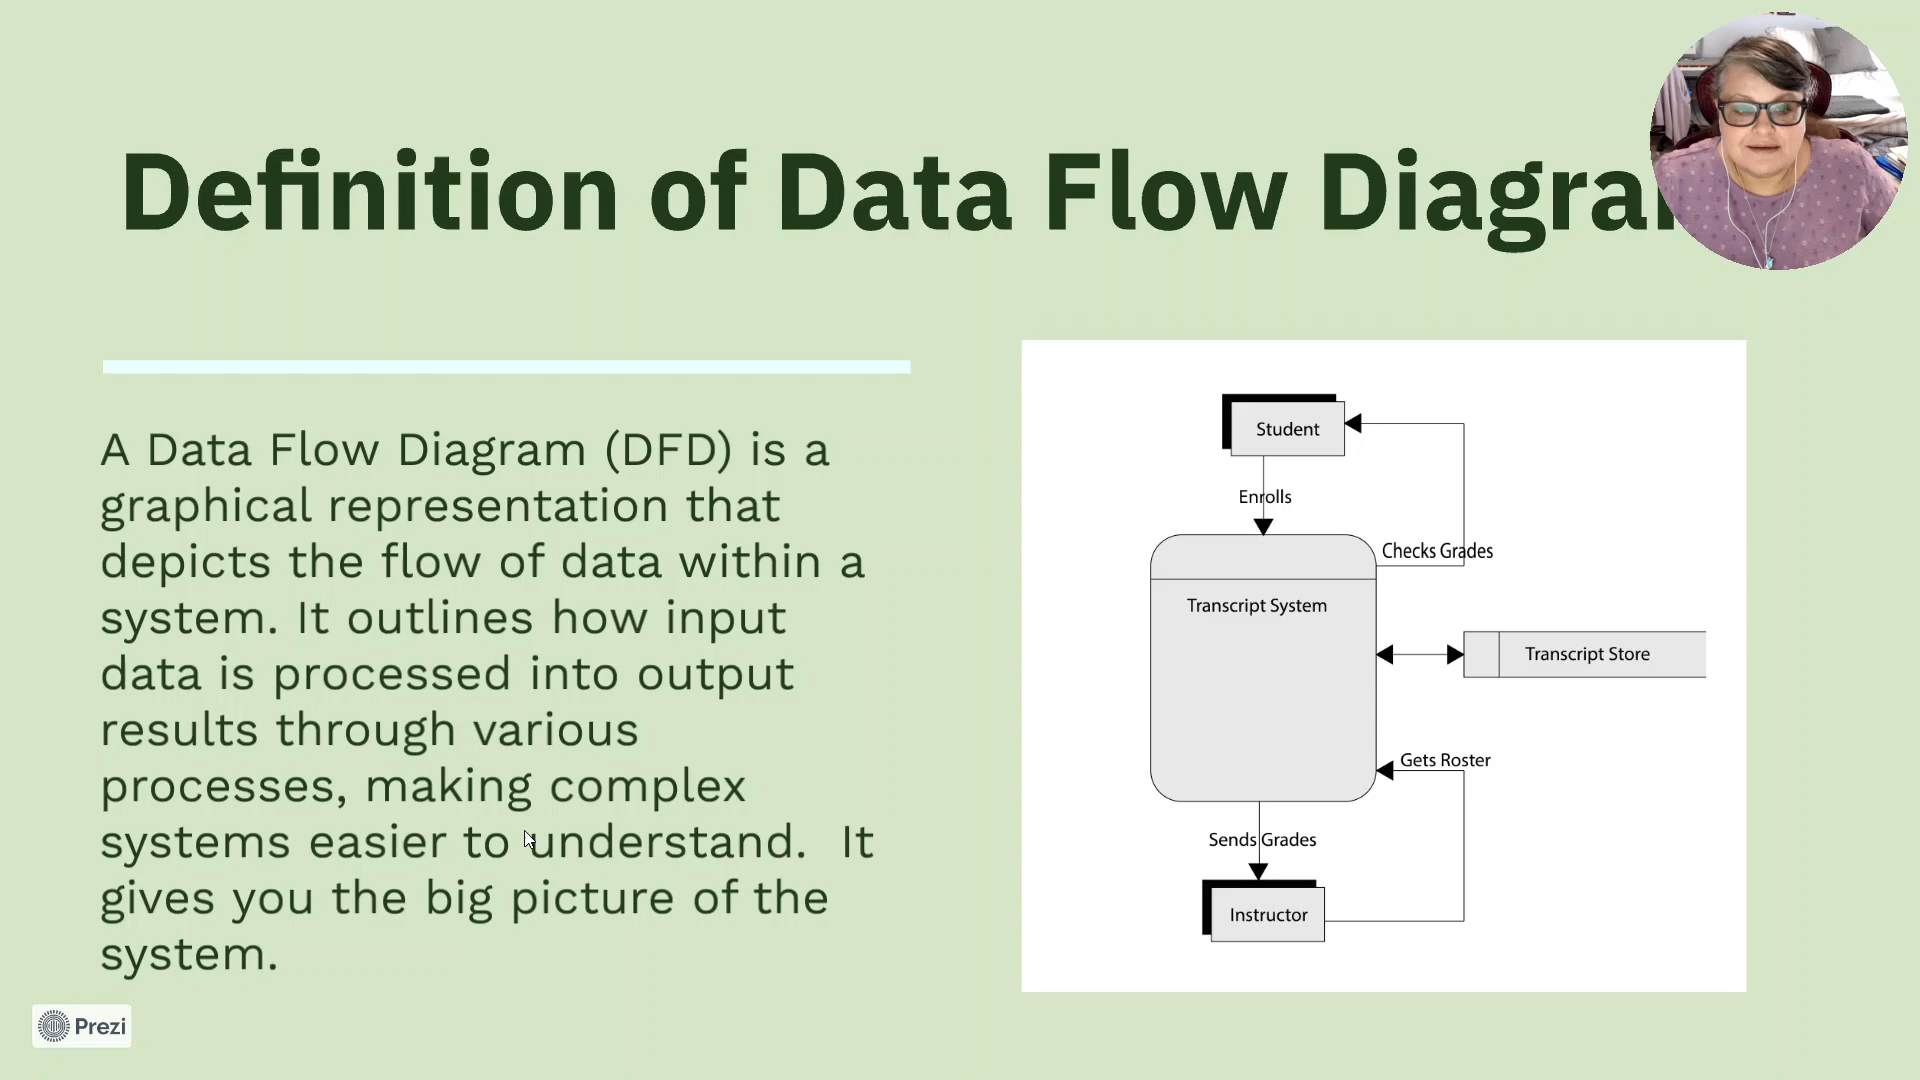 Definition of Data Flow
A Data Flow Diagram (DFD) is a
graphical representation that
depicts the flow of data within a
system. It outlines how input
data is processed into output
results through various
processes, making complex
systems easier to understand. It
gives you the big picture of the
system.
Student
Enrolls
Checks Grades
Transcript System
Transcript Store
Gets Roster
Sends Grades
Instructor
Prezi